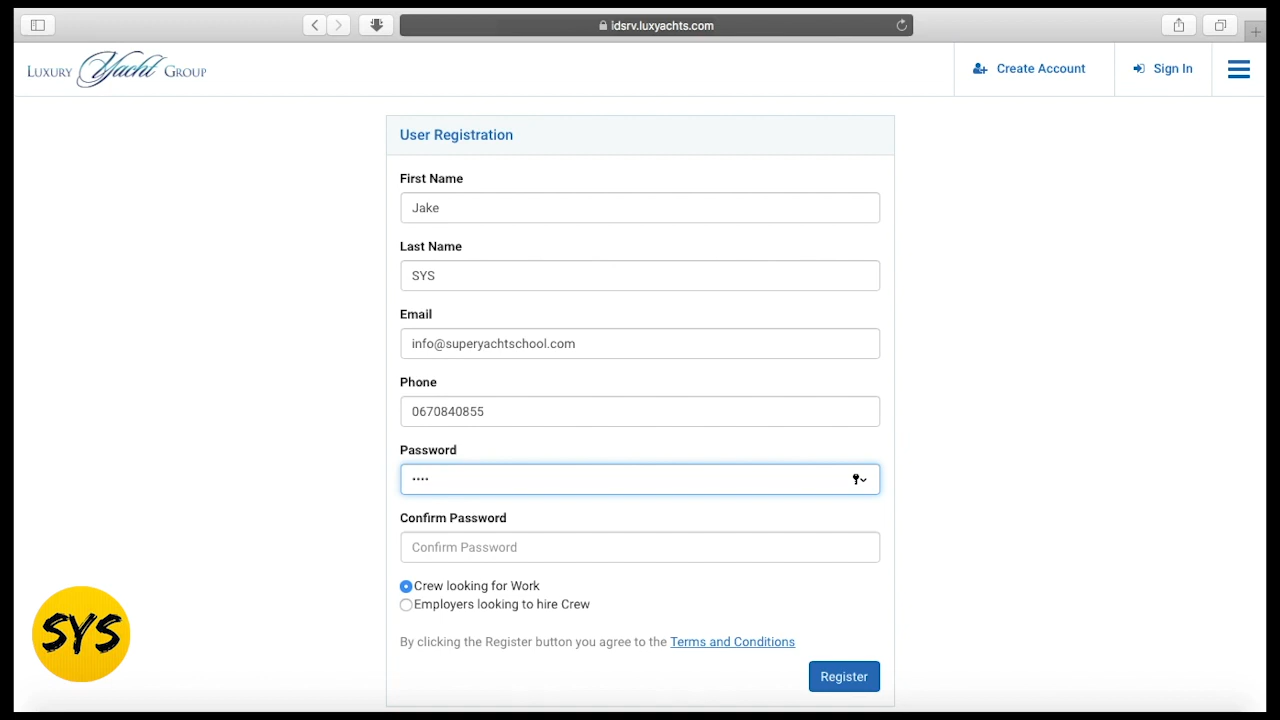 idsrv.luxyachts.com
Luxury Yacht Group
Create Account
Sign In
User Registration
First Name
Jake
Last Name
SYS
Email
info@superyachtschool.com
Phone
0670840855
Password
••••
Confirm Password
Confirm Password
Crew looking for Work
Employers looking to hire Crew
By clicking the Register button you agree to the Terms and Conditions
Register
SYS